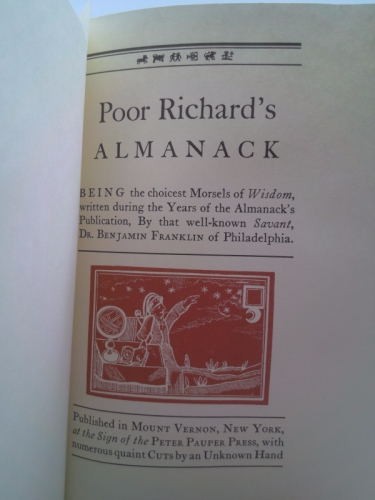 Poor Richard's
ALMANACK
BEING the choicest Morsels of Wisdom,
written during the Years of the Almanack's
Publication, By that well-known Savant,
DR. BENJAMIN FRANKLIN of Philadelphia.
Published in MOUNT VERNON, NEW YORK,
at the Sign of the PETER PAUPER PRESS, with
numerous quaint CUTS by an Unknown Hand